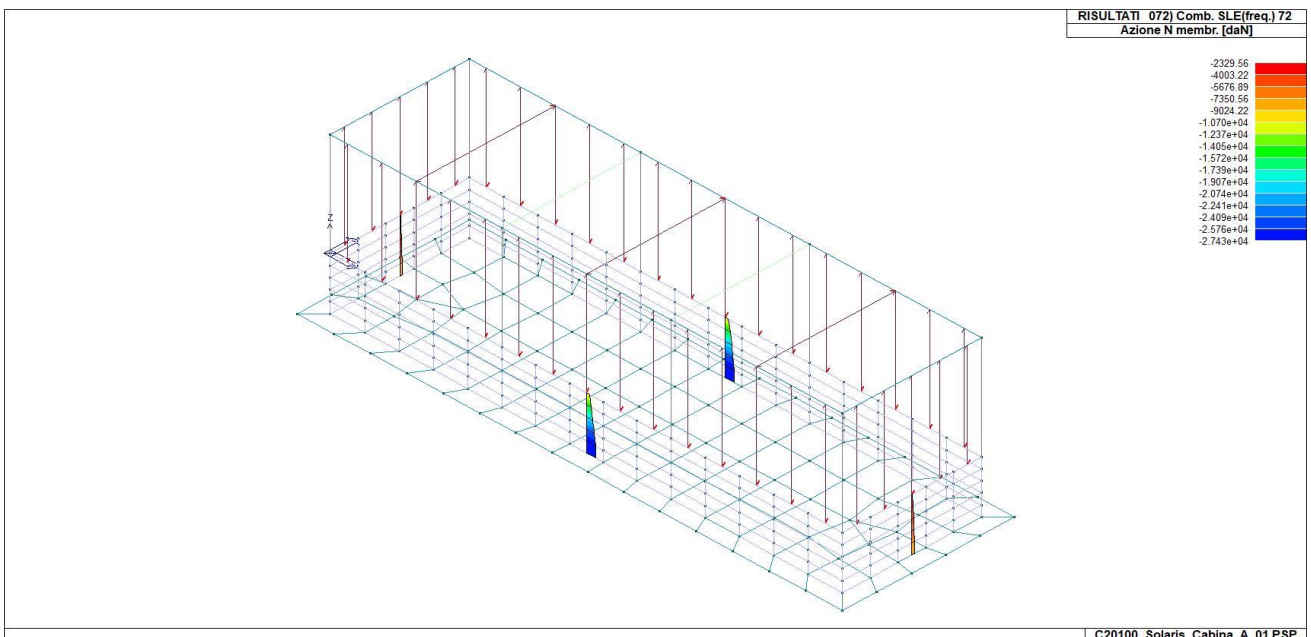 RISULTATI 072) Comb. SLE(freq.) 72
Azione N membr. [daN]
-2329.56
-4003.22
-5676.89
-7350.56
-9024.22
-1.070e+04
-1.237e+04
-1.405e+04
-1.572e+04
-1.739e+04
-1.907e+04
-2.074e+04
-2.241e+04
-2.409e+04
-2.576e+04
-2.743e+04
Z
C20100_Solaris_Cabina_A_01.PSP